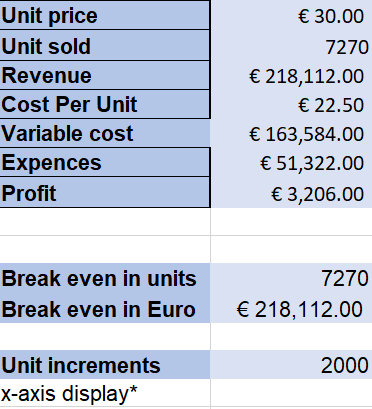 Unit price € 30.00
Unit sold 7270
Revenue € 218,112.00
Cost Per Unit € 22.50
Variable cost € 163,584.00
Expences € 51,322.00
Profit € 3,206.00
Break even in units 7270
Break even in Euro € 218,112.00
Unit increments 2000
x-axis display*